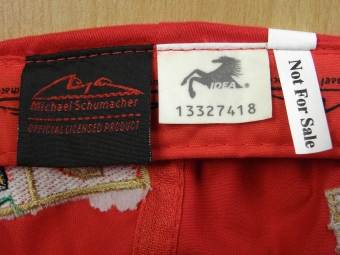 Michael Schumacher
OFFICIAL LICENSED PRODUCT
IDEA
13327418
Not For Sale